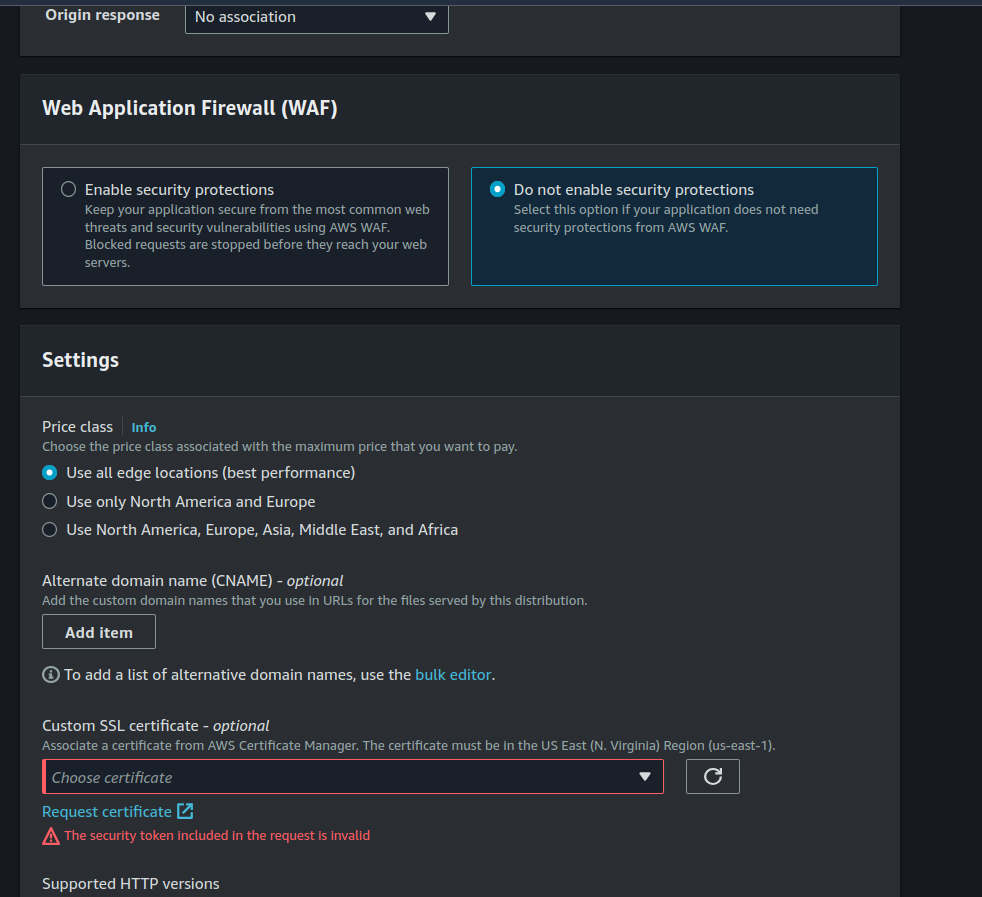 Origin response
No association
Web Application Firewall (WAF)
Enable security protections
Keep your application secure from the most common web
threats and security vulnerabilities using AWS WAF.
Blocked requests are stopped before they reach your web
servers.
Do not enable security protections
Select this option if your application does not need
security protections from AWS WAF.
Settings
Price class
Info
Choose the price class associated with the maximum price that you want to pay.
Use all edge locations (best performance)
Use only North America and Europe
Use North America, Europe, Asia, Middle East, and Africa
Alternate domain name (CNAME) - optional
Add the custom domain names that you use in URLs for the files served by this distribution.
Add item
To add a list of alternative domain names, use the bulk editor.
Custom SSL certificate - optional
Associate a certificate from AWS Certificate Manager. The certificate must be in the US East (N. Virginia) Region (us-east-1).
Choose certificate
Request certificate
The security token included in the request is invalid
Supported HTTP versions